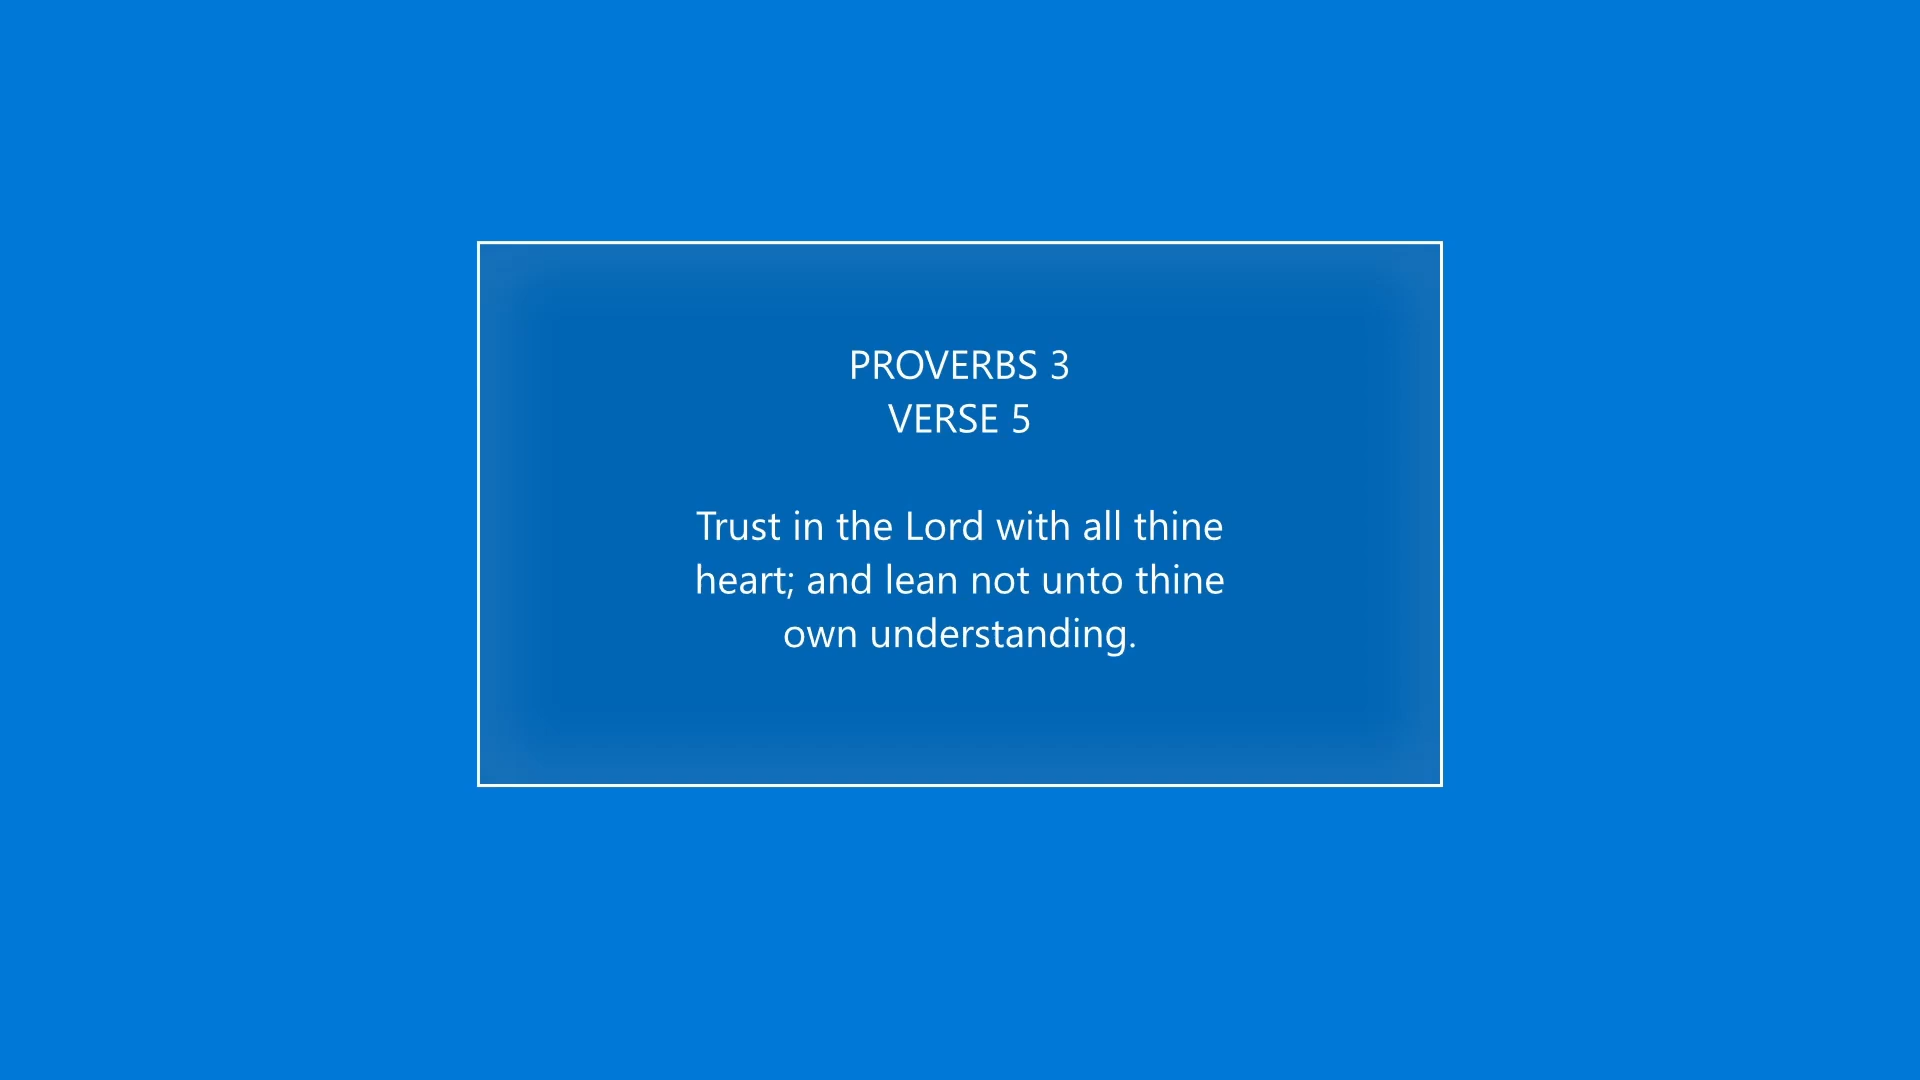 PROVERBS 3
VERSE 5
Trust in the Lord with all thine
heart; and lean not unto thine
own understanding.